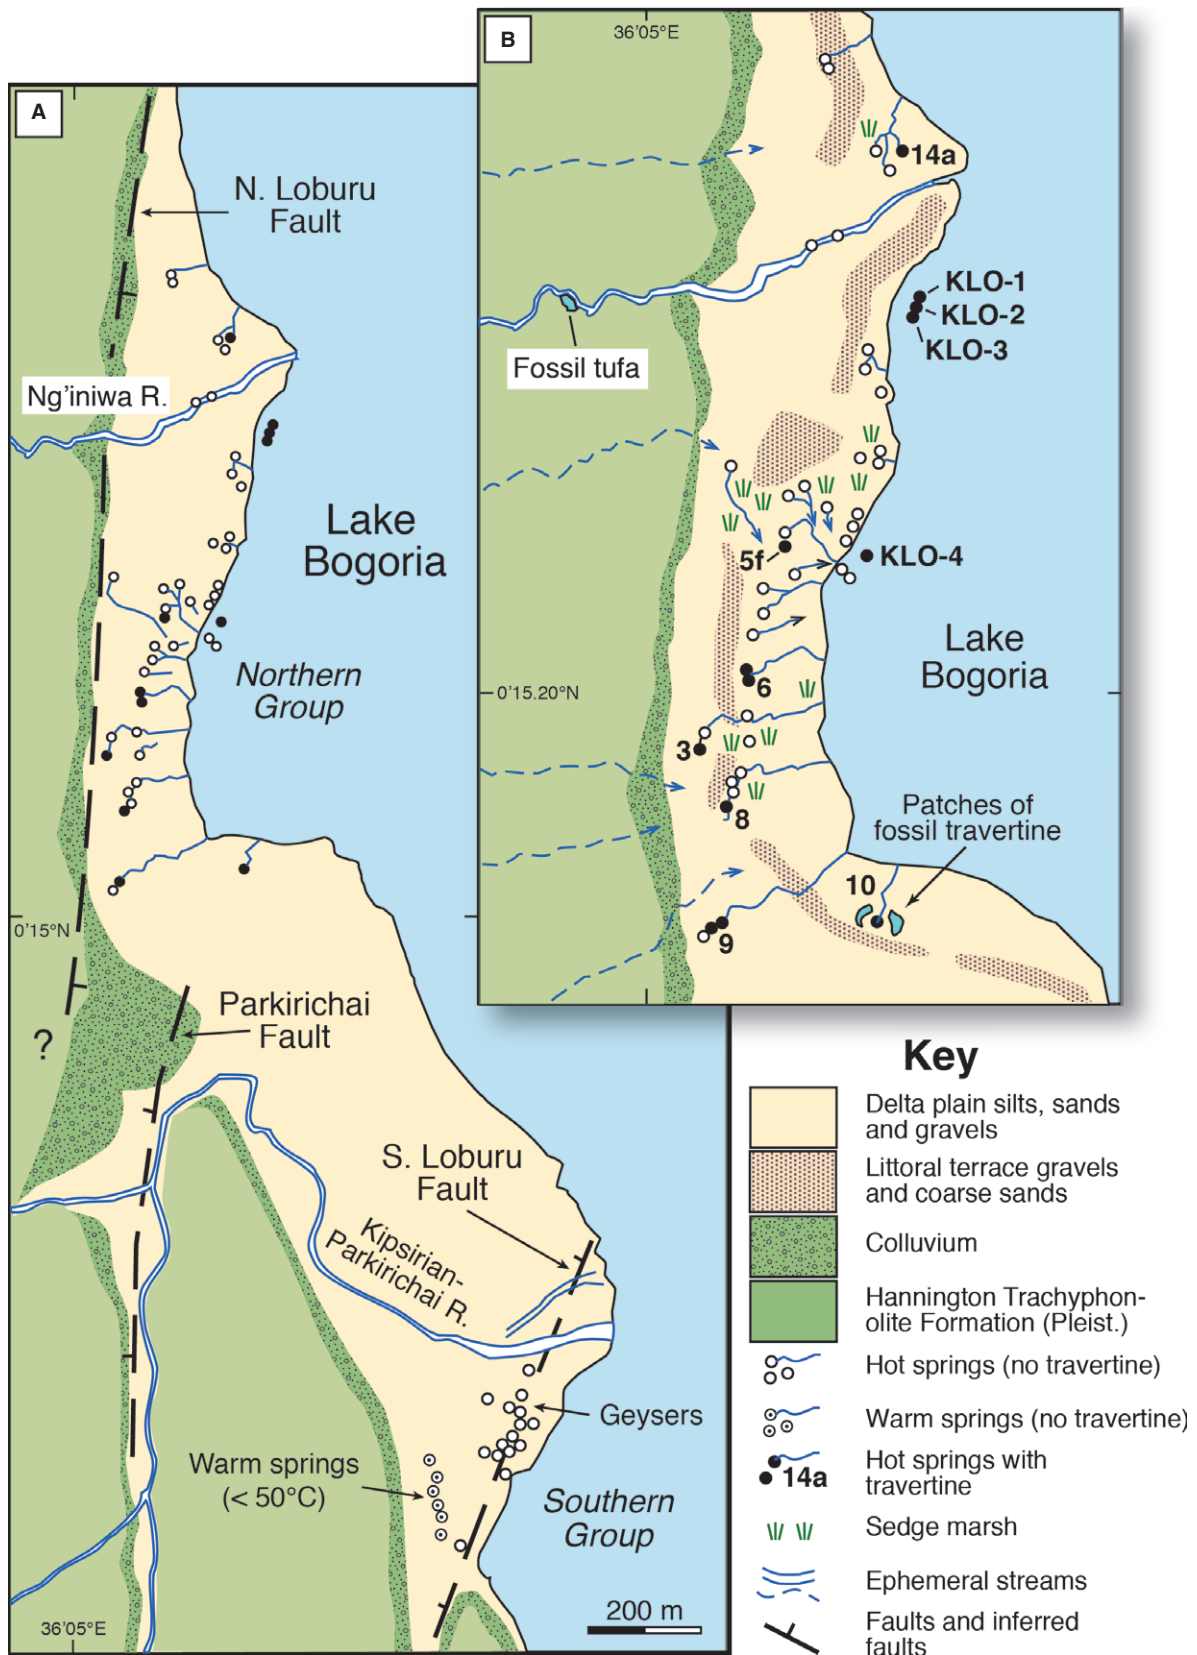 A
N. Loburu
Fault
Ng'iniwa R.
Lake
Bogoria
Northern
Group
0'15°N
Parkirichai
Fault
?
S. Loburu
Fault
Kipsirian-
Parkirichai R.
Geysers
Warm springs
(< 50°C)
Southern
Group
200 m
36'05°E
B
36'05°E
14a
KLO-1
KLO-2
KLO-3
Fossil tufa
5f
KLO-4
Lake
Bogoria
0'15.20°N
6
3
8
Patches of
fossil travertine
10
9
Key
Delta plain silts, sands
and gravels
Littoral terrace gravels
and coarse sands
Colluvium
Hannington Trachyphon-
olite Formation (Pleist.)
Hot springs (no travertine)
Warm springs (no travertine)
Hot springs with
travertine
14a
Sedge marsh
Ephemeral streams
Faults and inferred
faults